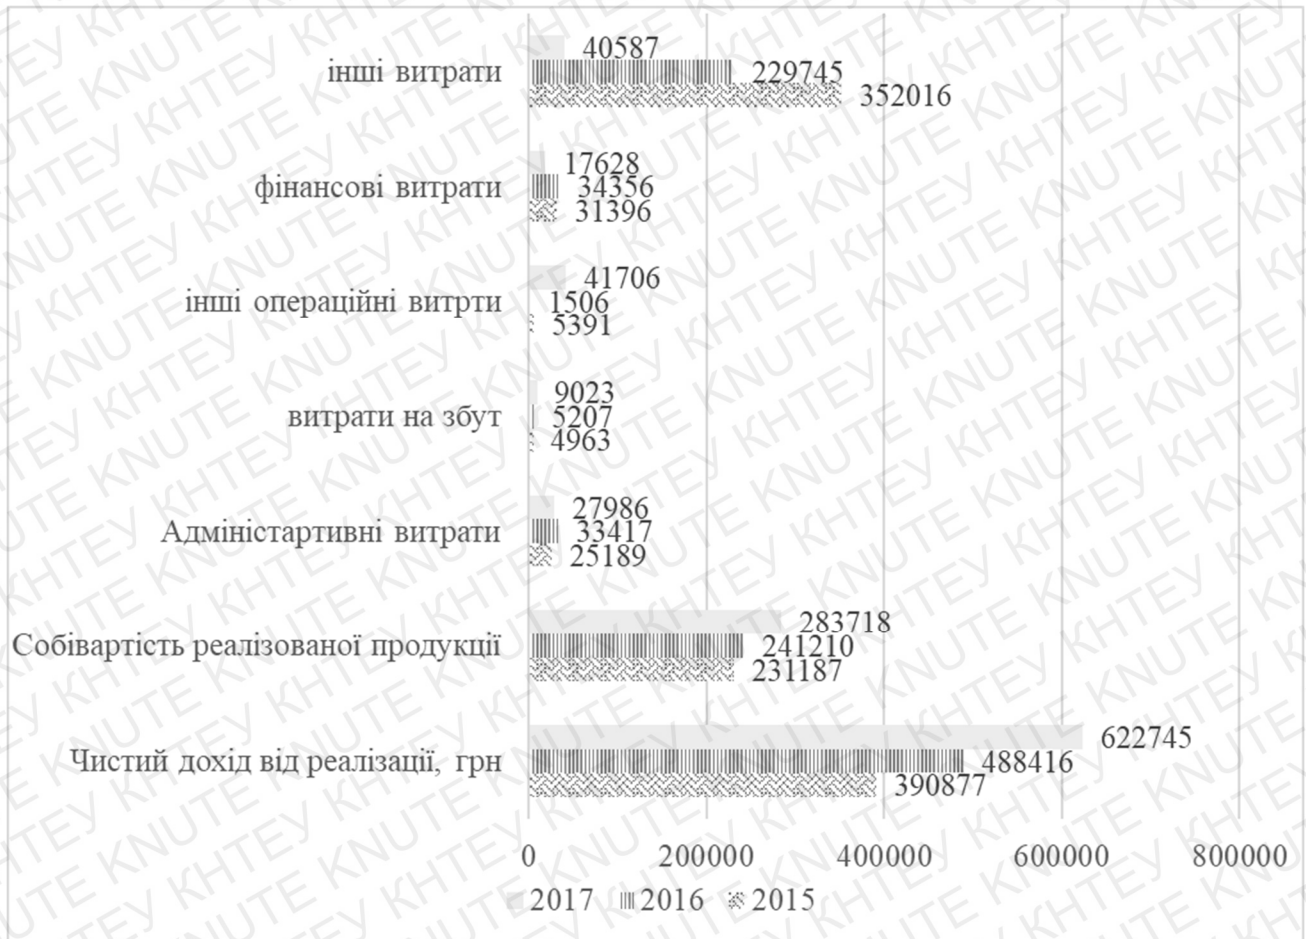 40587
інші витрати
229745
352016
17628
фінансові витрати
34356
31396
41706
інші операційні витрти
1506
5391
9023
витрати на збут
5207
4963
27986
Адміністартивні витрати
33417
25189
283718
Собівартість реалізованої продукції
241210
231187
622745
Чистий дохід від реалізації, грн
488416
390877
0 200000 400000 600000 800000
2017 2016 2015
КНТЕУ KNUTE